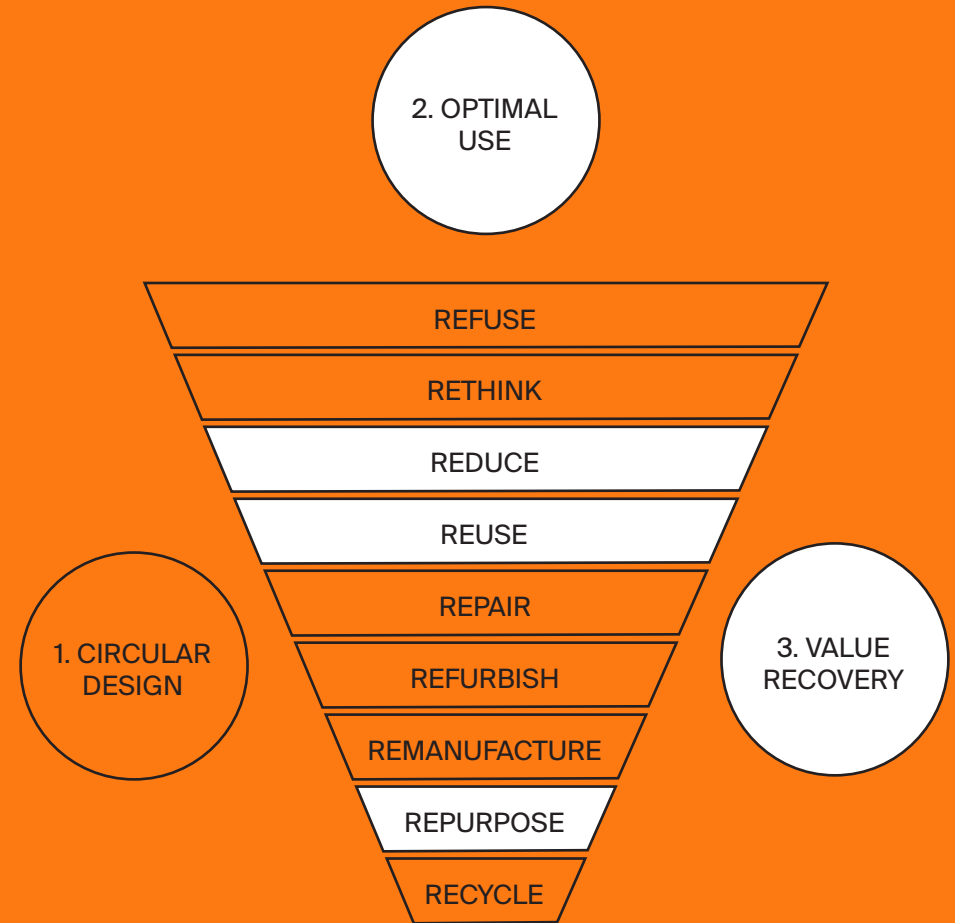 2. OPTIMAL
USE
REFUSE
RETHINK
REDUCE
REUSE
REPAIR
REFURBISH
REMANUFACTURE
REPURPOSE
RECYCLE
1. CIRCULAR
DESIGN
3. VALUE
RECOVERY